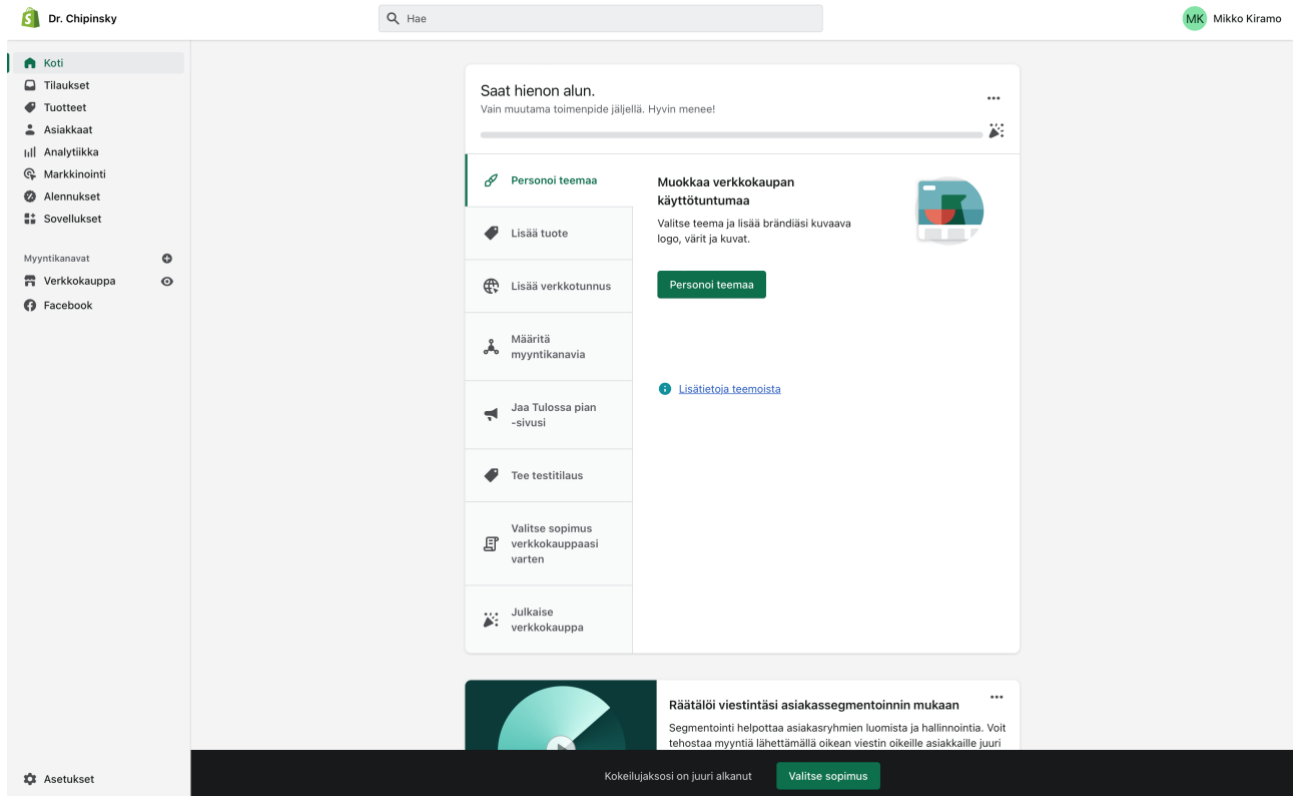 Dr. Chipinsky
Hae
MK Mikko Kiramo
Koti
Tilaukset
Tuotteet
Asiakkaat
Analytiikka
Markkinointi
Alennukset
Sovellukset
Myyntikanavat
Verkkokauppa
Facebook
Asetukset
Saat hienon alun.
Vain muutama toimenpide jäljellä. Hyvin menee!
Personoi teemaa
Lisää tuote
Lisää verkkotunnus
Määritä
myyntikanavia
Jaa Tulossa pian
-sivusi
Tee testitilaus
Valitse sopimus
verkkokauppaasi
varten
Julkaise
verkkokauppa
Muokkaa verkkokaupan
käyttötuntumaa
Valitse teema ja lisää brändiäsi kuvaava
logo, värit ja kuvat.
Personoi teemaa
Lisätietoja teemoista
Räätälöi viestintäsi asiakassegmentoinnin mukaan
Segmentointi helpottaa asiakasryhmien luomista ja hallinnointia. Voit
tehostaa myyntiä lähettämällä oikean viestin oikeille asiakkaille juuri
Kokeilujaksosi on juuri alkanut
Valitse sopimus